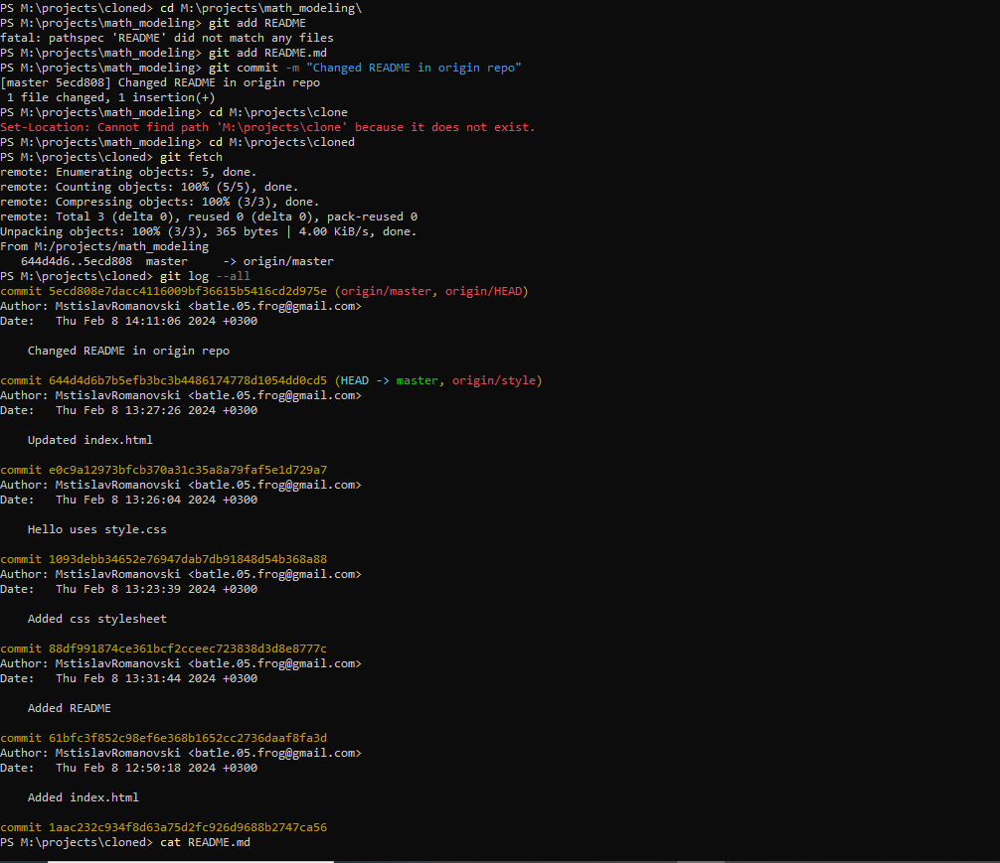 PS M:\projects\cloned> cd M:\projects\math_modeling\
PS M:\projects\math_modeling> git add README
fatal: pathspec 'README' did not match any files
PS M:\projects\math_modeling> git add README.md
PS M:\projects\math_modeling> git commit -m "Changed README in origin repo"
[master 5ecd808] Changed README in origin repo
 1 file changed, 1 insertion(+)
PS M:\projects\math_modeling> cd M:\projects\clone
Set-Location: Cannot find path 'M:\projects\clone' because it does not exist.
PS M:\projects\math_modeling> cd M:\projects\cloned
PS M:\projects\cloned> git fetch
remote: Enumerating objects: 5, done.
remote: Counting objects: 100% (5/5), done.
remote: Compressing objects: 100% (3/3), done.
remote: Total 3 (delta 0), reused 0 (delta 0), pack-reused 0
Unpacking objects: 100% (3/3), 365 bytes | 4.00 KiB/s, done.
From M:/projects/math_modeling
   644d4d6..5ecd808  master     -> origin/master
PS M:\projects\cloned> git log --all
commit 5ecd808e7dacc4116009bf36615b5416cd2d975e (origin/master, origin/HEAD)
Author: MstislavRomanovski <batle.05.frog@gmail.com>
Date:   Thu Feb 8 14:11:06 2024 +0300
    Changed README in origin repo
commit 644d4d6b7b5efb3bc3b4486174778d1054dd0cd5 (HEAD -> master, origin/style)
Author: MstislavRomanovski <batle.05.frog@gmail.com>
Date:   Thu Feb 8 13:27:26 2024 +0300
    Updated index.html
commit e0c9a12973bfcb370a31c35a8a79faf5e1d729a7
Author: MstislavRomanovski <batle.05.frog@gmail.com>
Date:   Thu Feb 8 13:26:04 2024 +0300
    Hello uses style.css
commit 1093debb34652e76947dab7db91848d54b368a88
Author: MstislavRomanovski <batle.05.frog@gmail.com>
Date:   Thu Feb 8 13:23:39 2024 +0300
    Added css stylesheet
commit 88df991874ce361bcf2cceec723838d3d8e8777c
Author: MstislavRomanovski <batle.05.frog@gmail.com>
Date:   Thu Feb 8 13:31:44 2024 +0300
    Added README
commit 61bfc3f852c98ef6e368b1652cc2736daaf8fa3d
Author: MstislavRomanovski <batle.05.frog@gmail.com>
Date:   Thu Feb 8 12:50:18 2024 +0300
    Added index.html
commit 1aac232c934f8d63a75d2fc926d9688b2747ca56
PS M:\projects\cloned> cat README.md